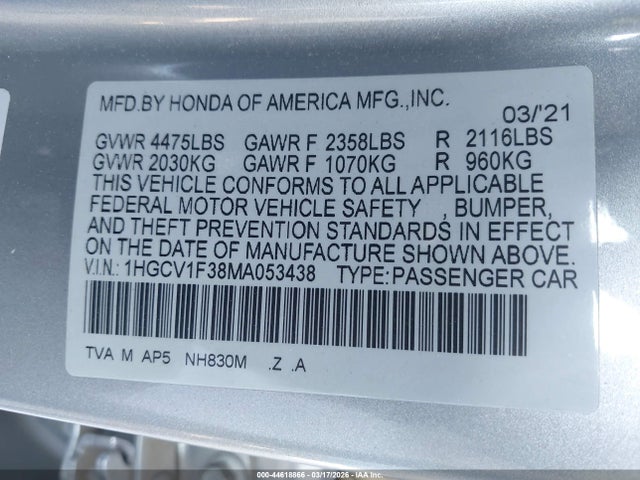 MFD.BY HONDA OF AMERICA MFG.,INC.
03/'21
GVWR 4475LBS GAWR F 2358LBS R 2116LBS
GVWR 2030KG GAWR F 1070KG R 960KG
THIS VEHICLE CONFORMS TO ALL APPLICABLE
FEDERAL MOTOR VEHICLE SAFETY , BUMPER,
AND THEFT PREVENTION STANDARDS IN EFFECT
ON THE DATE OF MANUFACTURE SHOWN ABOVE.
V.I.N.: 1HGCV1F38MA053438 TYPE:PASSENGER CAR
TVA M AP5 NH830M .Z .A
000-44618866 - 03/17/2026 - COPYRIGHT IAA, LLC